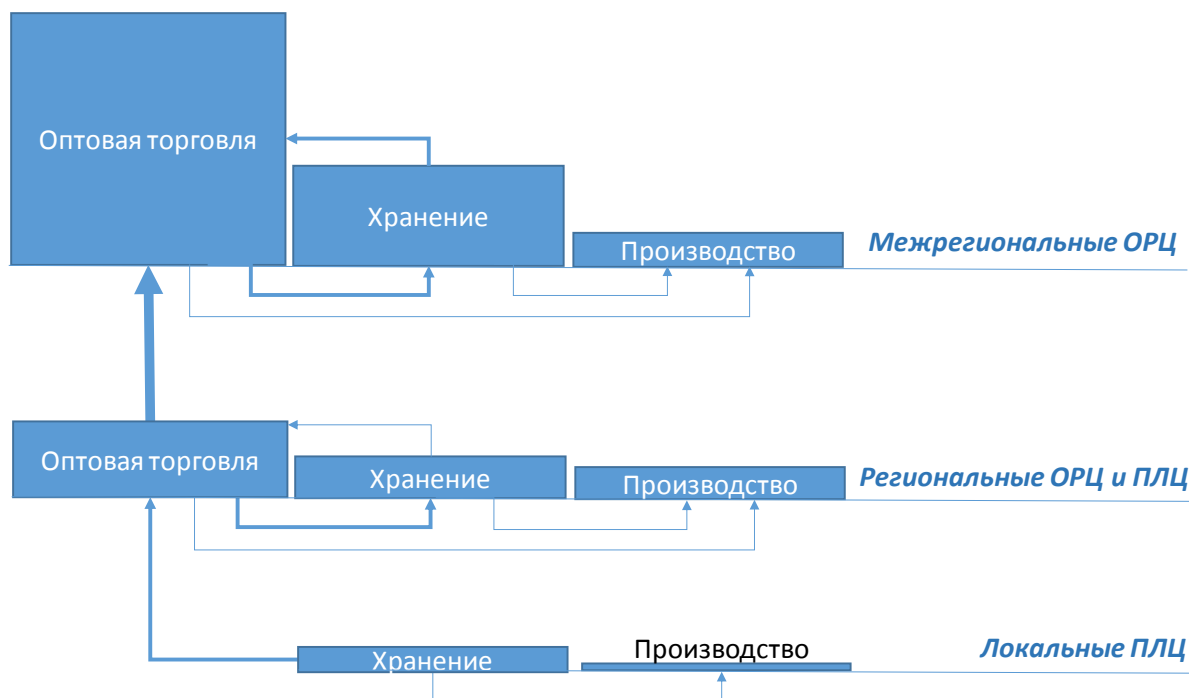 Оптовая торговля
Хранение
Производство
Межрегиональные ОРЦ
Оптовая торговля
Хранение
Производство
Региональные ОРЦ и ПЛЦ
Хранение
Производство
Локальные ПЛЦ